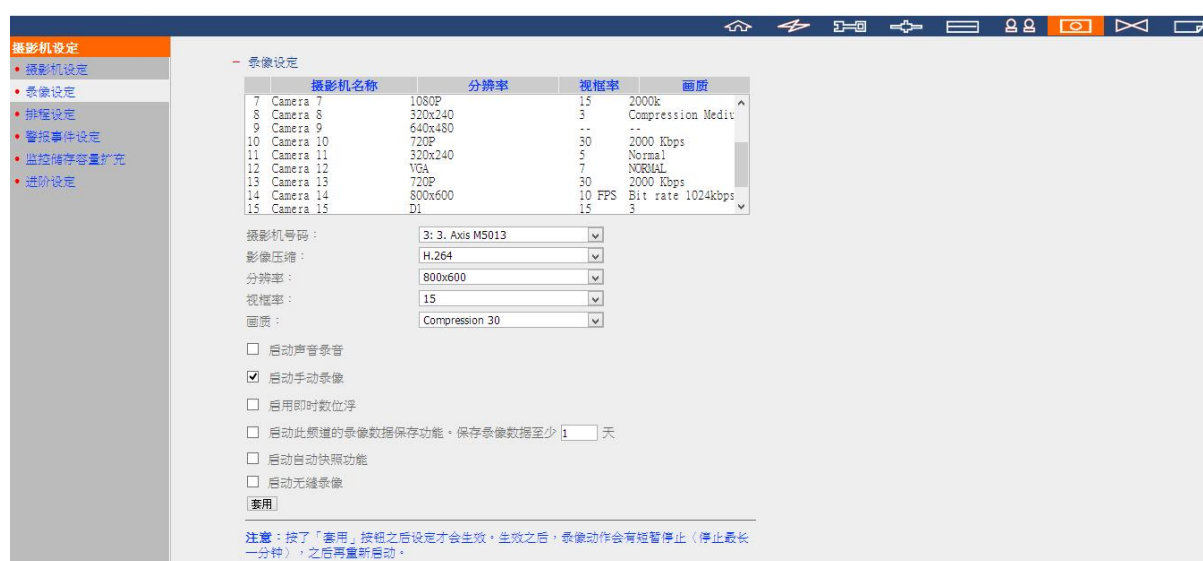 摄影机设定
• 摄影机设定
• 录像设定
• 排程设定
• 警报事件设定
• 监控储存容量扩充
• 进阶设定
− 录像设定
摄影机名称 分辨率 视框率 画质
7 Camera 7 1080P 15 2000k
8 Camera 8 320x240 3 Compression Mediu
9 Camera 9 640x480 -- --
10 Camera 10 720P 30 2000 Kbps
11 Camera 11 320x240 5 Normal
12 Camera 12 VGA 7 NORMAL
13 Camera 13 720P 30 2000 Kbps
14 Camera 14 800x600 10 FPS Bit rate 1024kbps
15 Camera 15 D1 15 3
摄影机号码： 3: 3. Axis M5013
影像压缩： H.264
分辨率： 800x600
视框率： 15
画质： Compression 30
启动声音录音
启动手动录像
启用即时数位浮
启动此频道的录像数据保存功能。保存录像数据至少 1 天
启动自动快照功能
启动无缝录像
套用
注意：按了「套用」按钮之后设定才会生效。生效之后，录像动作会有短暂停止（停止最长
一分钟），之后再重新启动。